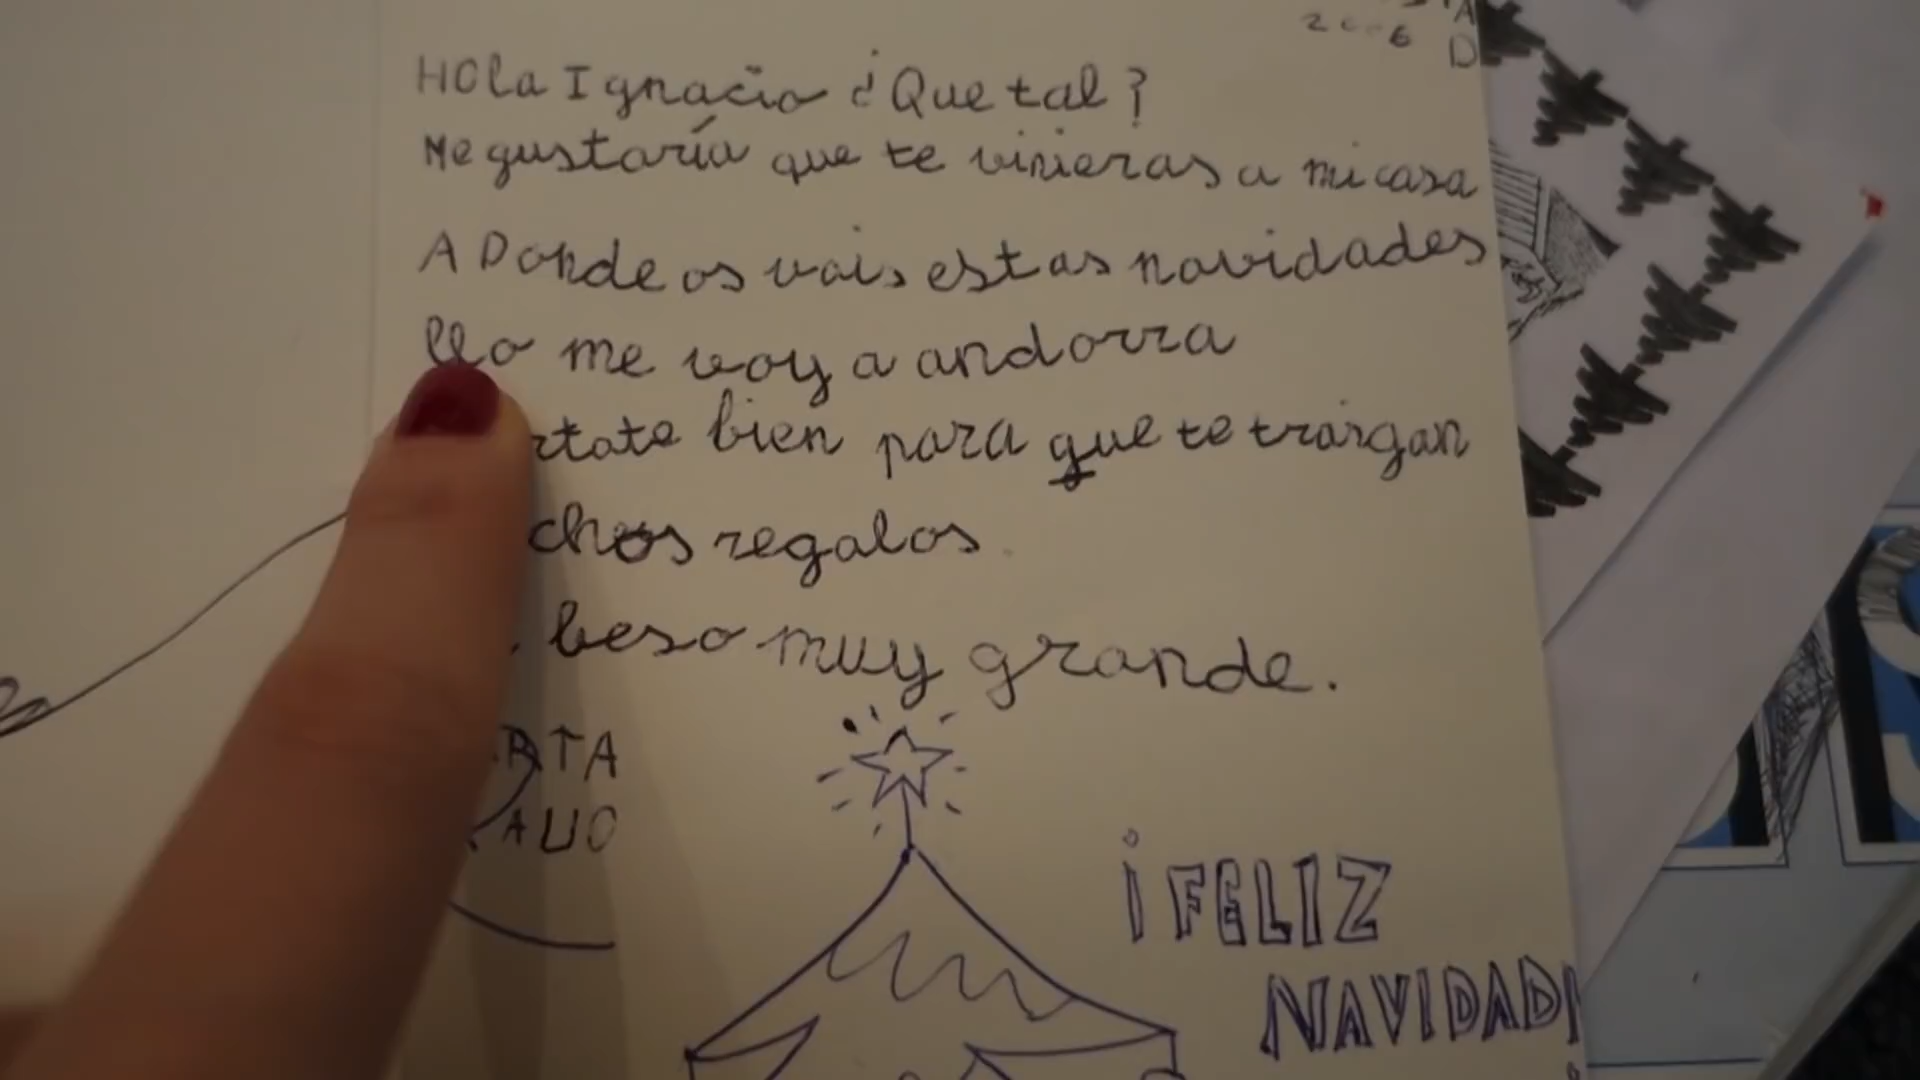 2006
HOla Ignacio ¿Que tal?
Me gustaría que te vinieras a mi casa
A Donde os vais estas navidades
llo me voy a andorra
rtate bien para que te traigan
chos regalos
beso muy grande.
RTA
¡FELIZ
NAVIDAD!